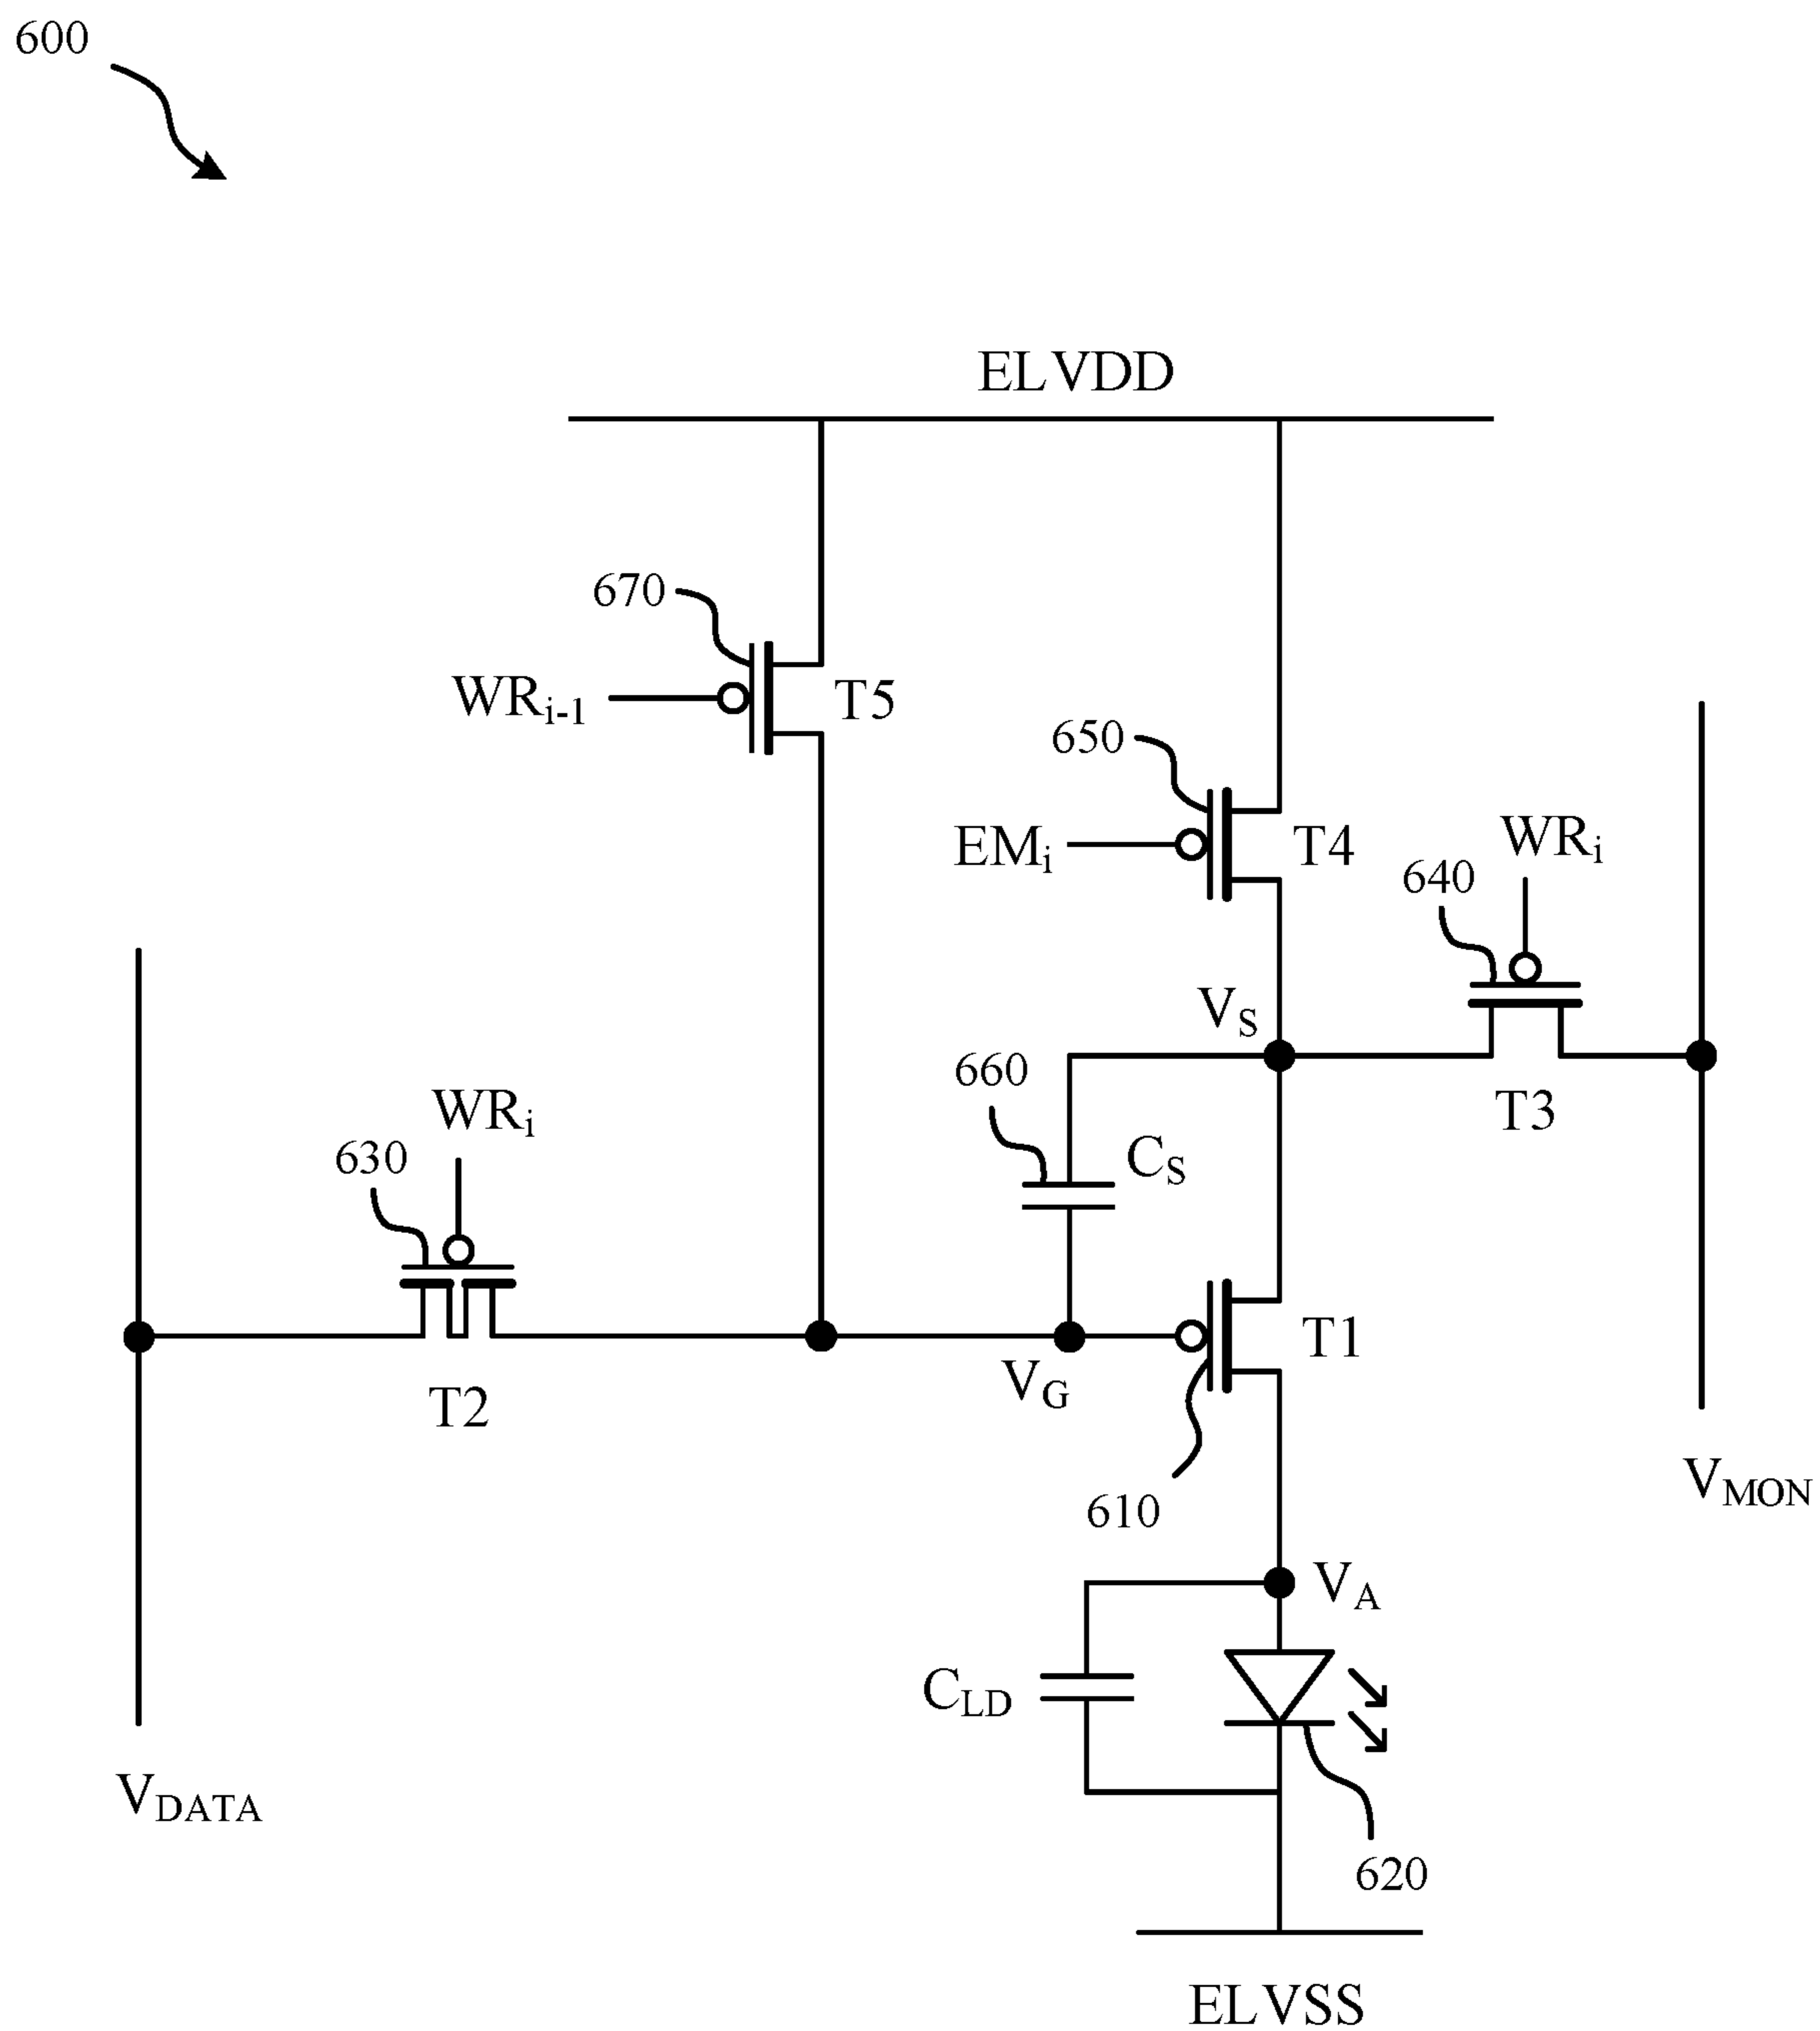 600
ELVDD
670
WRi-1
T5
650
EMi
T4
WRi
640
VS
660
T3
WRi
630
CS
T1
VG
T2
VMON
610
VA
CLD
VDATA
620
ELVSS